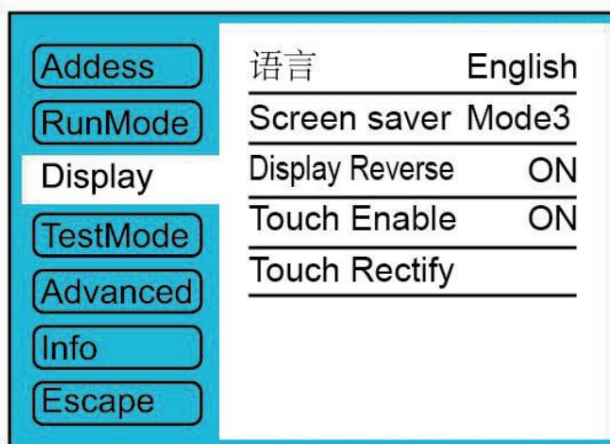 Addess
RunMode
Display
TestMode
Advanced
Info
Escape
语言 English
Screen saver Mode3
Display Reverse ON
Touch Enable ON
Touch Rectify